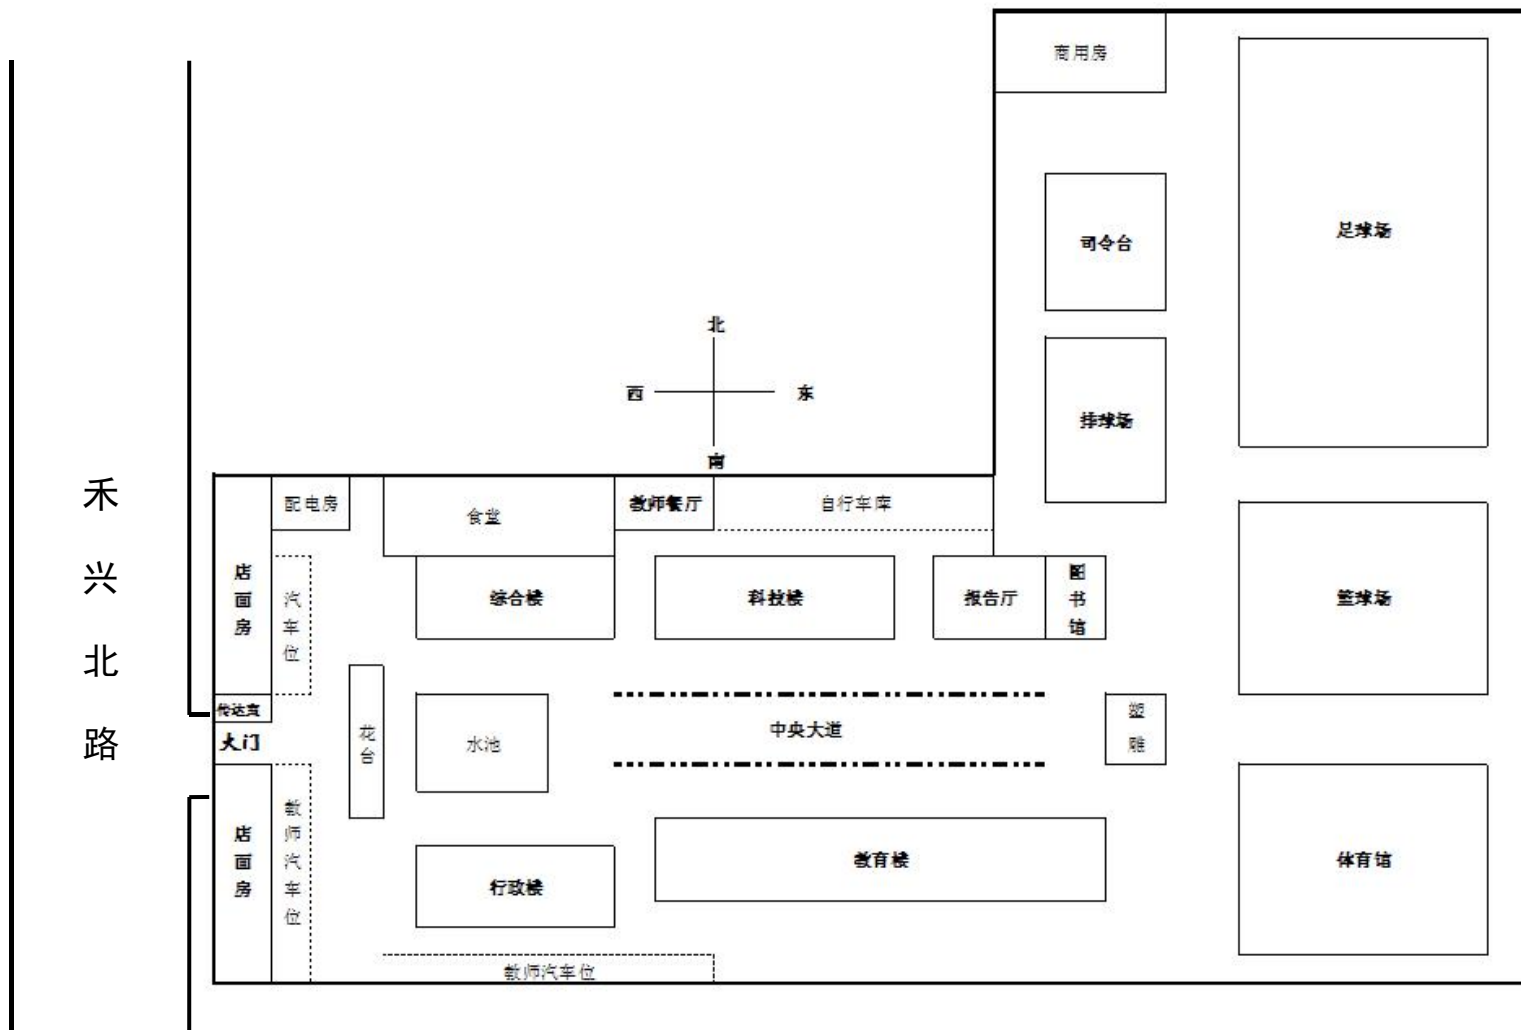 商用房
足球场
司令台
北
西
东
排球场
南
禾兴北路
配电房
食堂
教师餐厅
自行车库
店面房
汽车位
综合楼
科技楼
报告厅
图书馆
篮球场
传达室
大门
花台
水池
中央大道
塑雕
店面房
教师汽车位
行政楼
教育楼
体育馆
教师汽车位